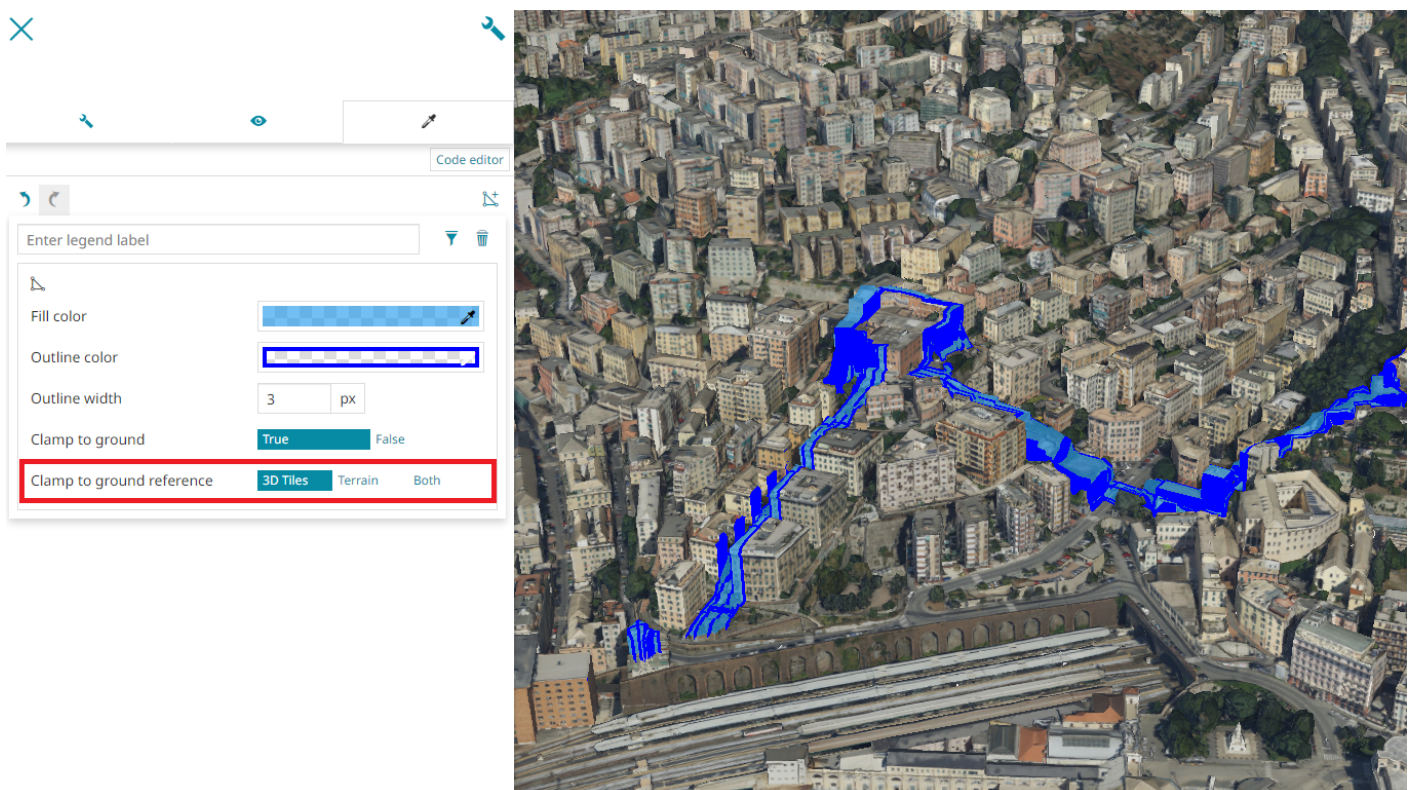 Code editor
Enter legend label
Fill color
Outline color
Outline width 3 px
Clamp to ground True False
Clamp to ground reference 3D Tiles Terrain Both